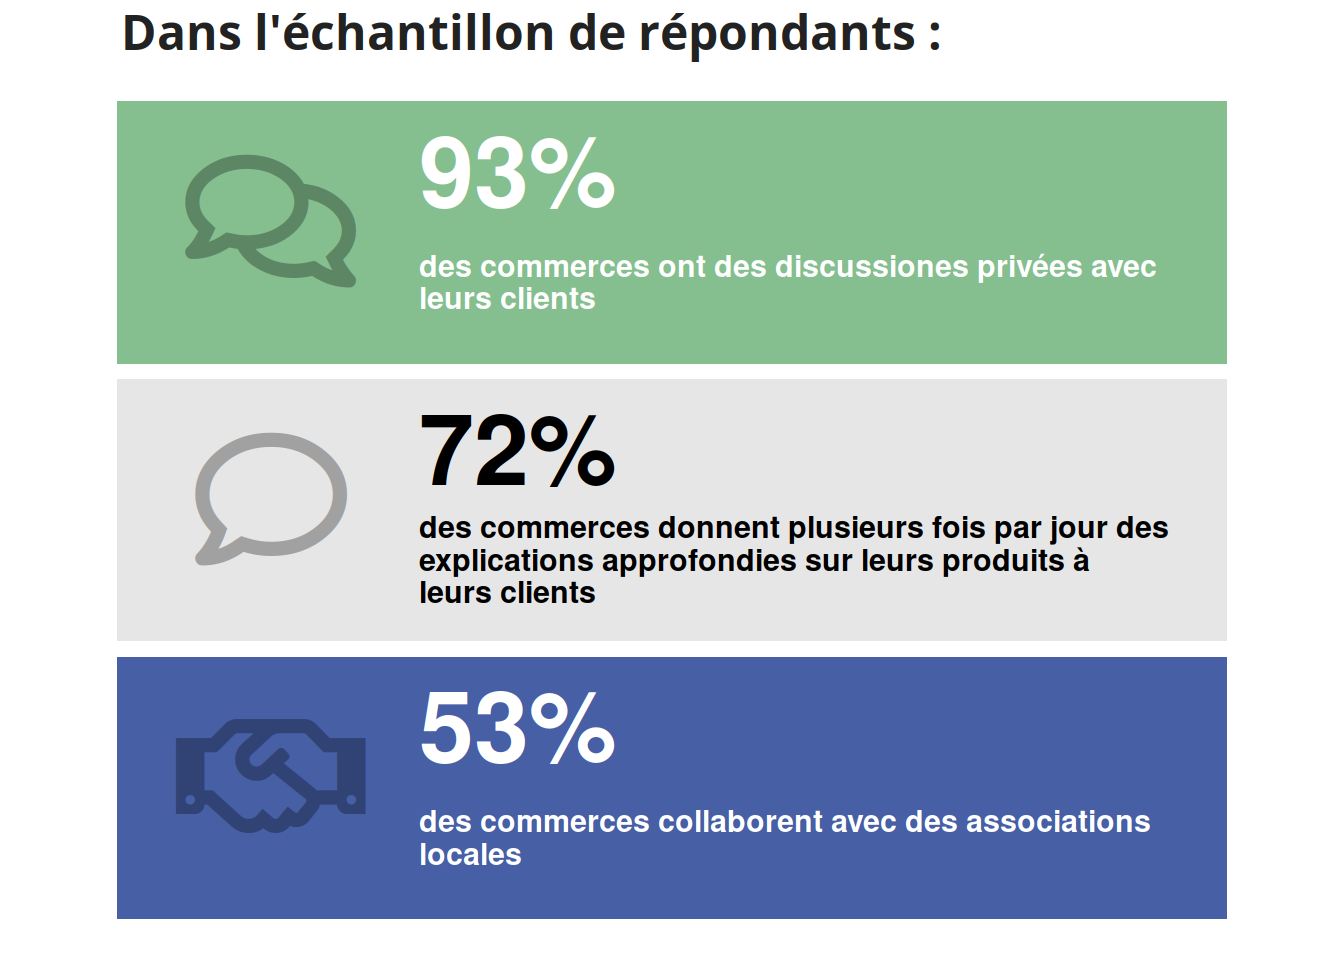 Dans l'échantillon de répondants :
93%
des commerces ont des discussiones privées avec
leurs clients
72%
des commerces donnent plusieurs fois par jour des
explications approfondies sur leurs produits à
leurs clients
53%
des commerces collaborent avec des associations
locales